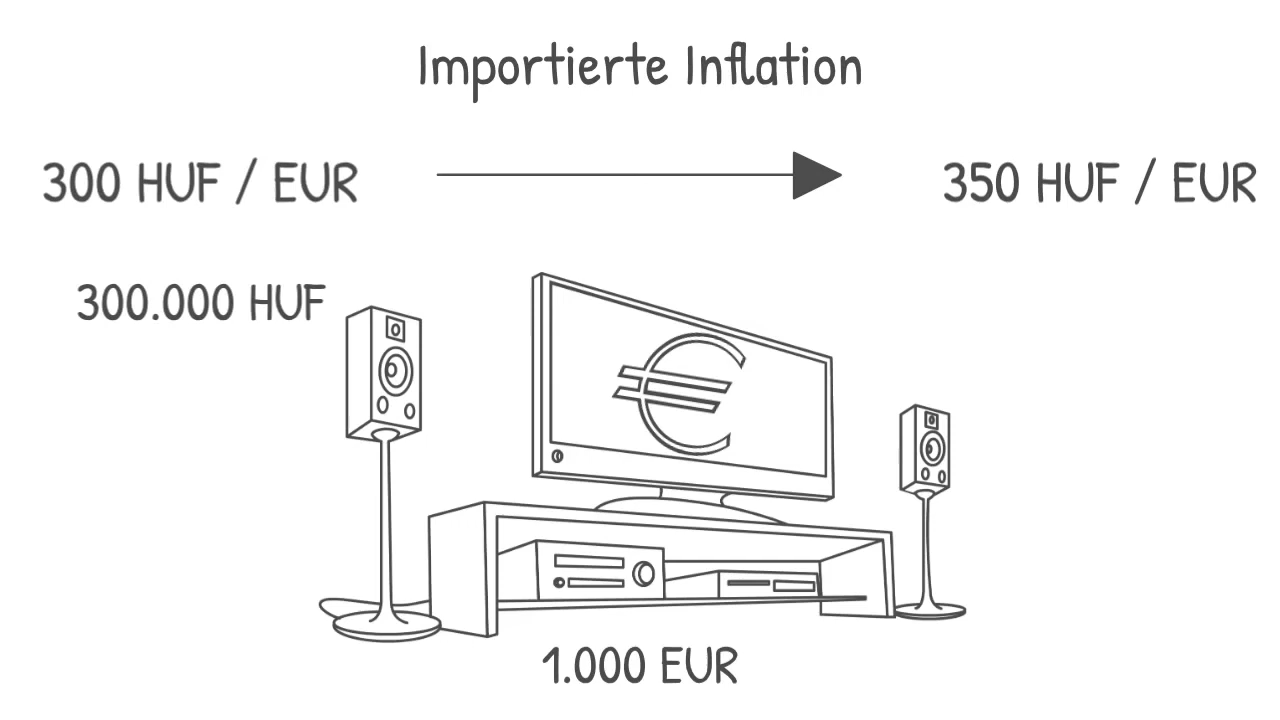 Importierte Inflation
300 HUF / EUR
350 HUF / EUR
300.000 HUF
1.000 EUR